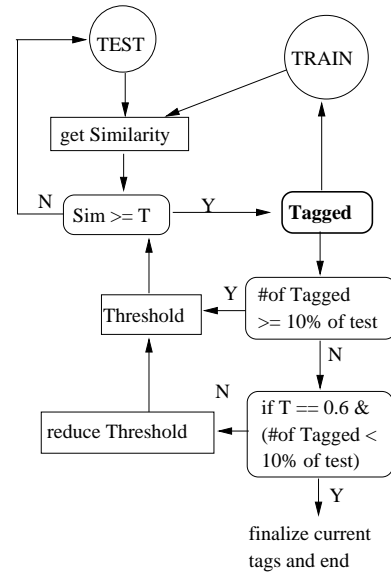 TEST
TRAIN
get Similarity
N
Sim >= T
Y
Tagged
Threshold
Y
#of Tagged
>= 10% of test
N
N
reduce Threshold
if T == 0.6 &
(#of Tagged <
10% of test)
Y
finalize current
tags and end